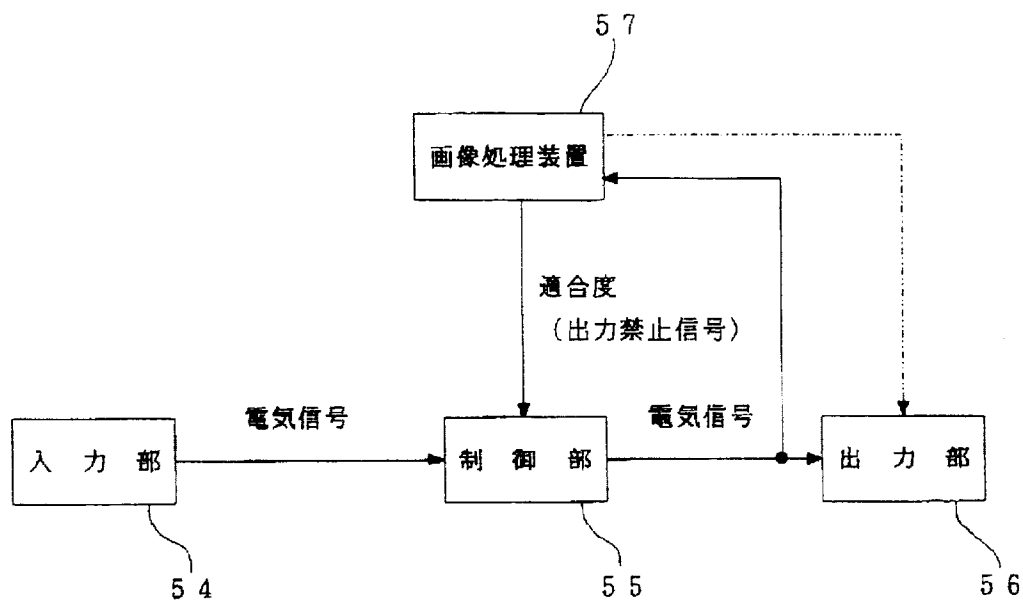 ５７
画像処理装置
適合度
（出力禁止信号）
電気信号
電気信号
入力部
制御部
出力部
５４
５５
５６